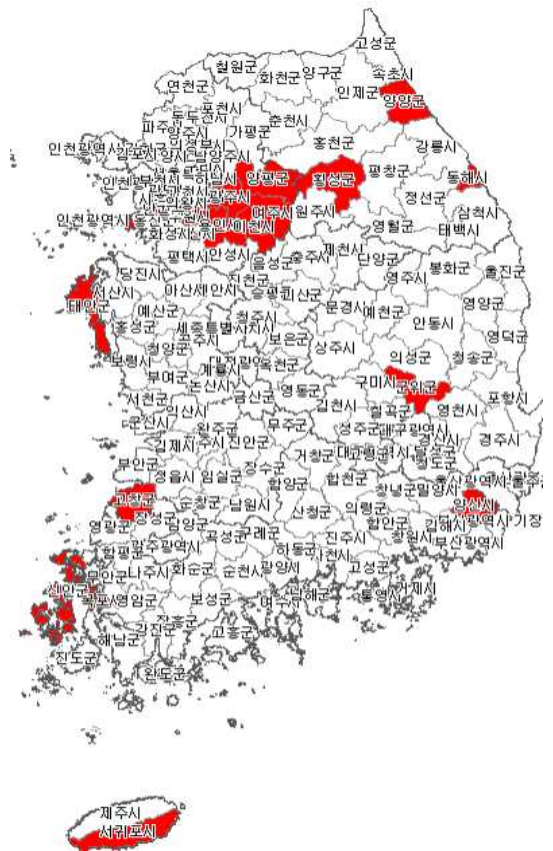 고성군
철원군 화천군 양구군 속초시
연천군 인제군
양양군
포천시
동두천시 춘천시
파주 양주시 가평군
의정부시 홍천군 강릉시
남양주시
양평군 횡성군 평창군 동해시
정선군
광주시
여주시 원주시 삼척시
이천시 영월군 태백시
화성시
평택시 안성시
음성군 충주시 제천시
당진시 진천군 단양군 봉화군 울진군
서산시 아산시 괴산군 영주시
태안군 예산군 문경시 예천군 영양군
홍성군 청주시 안동시
세종특별자치시 영덕군
청양군 공주시 보은군 상주시
보령시 의성군 청송군
부여군 계룡시 옥천군
논산시 구미시 군위군
서천군 금산군 영동군 김천시 포항시
익산시 칠곡군 영천시
군산시 완주군 무주군 성주군 대구광역시
김제시 진안군 거창군 경산시 경주시
부안군 장수군
정읍시 임실군 함양군 합천군
고창군 순창군 남원시 창녕군 밀양시 양산시
장성군 산청군 의령군
영광군 담양군 함안군 김해시 기장
함평군 곡성군 구례군 진주시 창원시
광주광역시 하동군 부산광역시
무안군 나주시 화순군 순천시 광양시 고성군
신안군
목포시 영암군 보성군 여수시 남해군 통영시
장흥군
해남군 강진군 고흥군
진도군
완도군
제주시
서귀포시